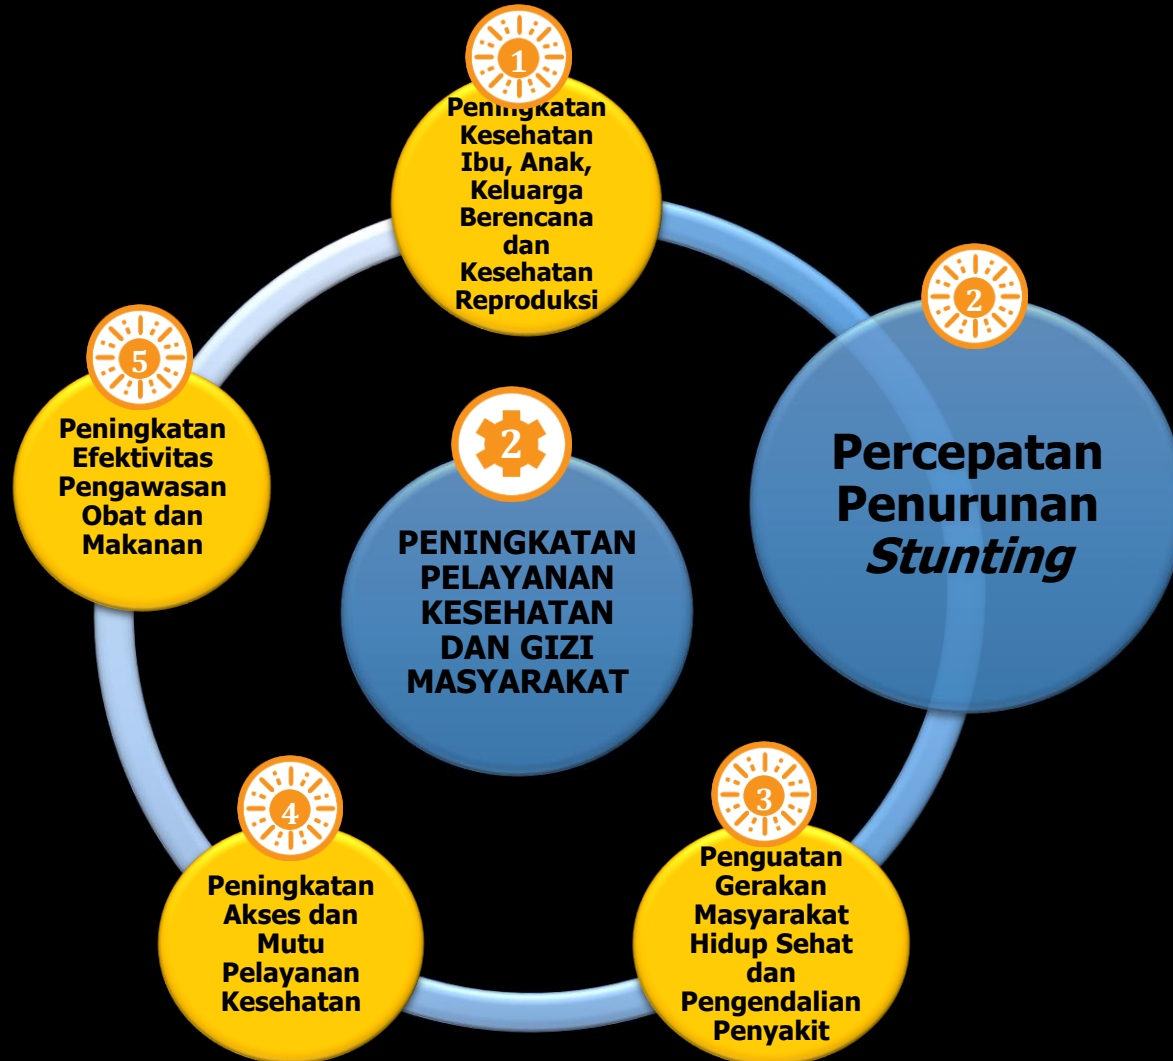 1
Peningkatan
Kesehatan
Ibu, Anak,
Keluarga
Berencana
dan
Kesehatan
Reproduksi
2
Percepatan
Penurunan
Stunting
3
Penguatan
Gerakan
Masyarakat
Hidup Sehat
dan
Pengendalian
Penyakit
4
Peningkatan
Akses dan
Mutu
Pelayanan
Kesehatan
5
Peningkatan
Efektivitas
Pengawasan
Obat dan
Makanan
2
PENINGKATAN
PELAYANAN
KESEHATAN
DAN GIZI
MASYARAKAT